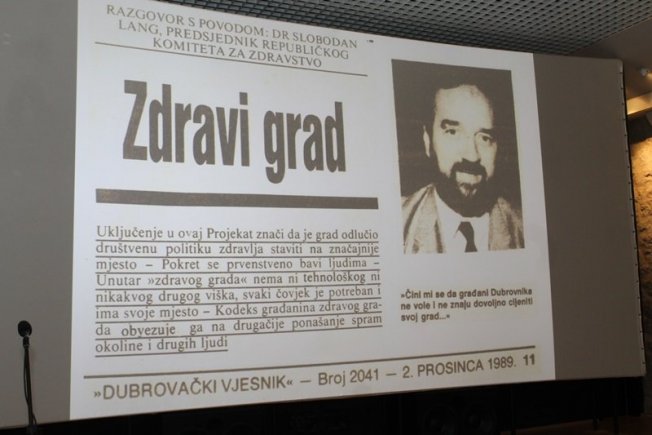 RAZGOVOR S POVODOM: DR SLOBODAN
LANG, PREDSJEDNIK REPUBLIČKOG
KOMITETA ZA ZDRAVSTVO
Zdravi grad
Uključenje u ovaj Projekat znači da je grad odlučio
društvenu politiku zdravlja staviti na značajnije
mjesto – Pokret se prvenstveno bavi ljudima –
Unutar »zdravog grada« nema ni tehnološkog ni
nikakvog drugog viška, svaki čovjek je potreban i
ima svoje mjesto – Kodeks građanina zdravog gra-
da obvezuje ga na drugačije ponašanje spram
okoline i drugih ljudi
»Čini mi se da građani Dubrovnika
ne vole i ne znaju dovoljno cijeniti
svoj grad...«
»DUBROVAČKI VJESNIK« – Broj 2041 – 2. PROSINCA 1989. 11